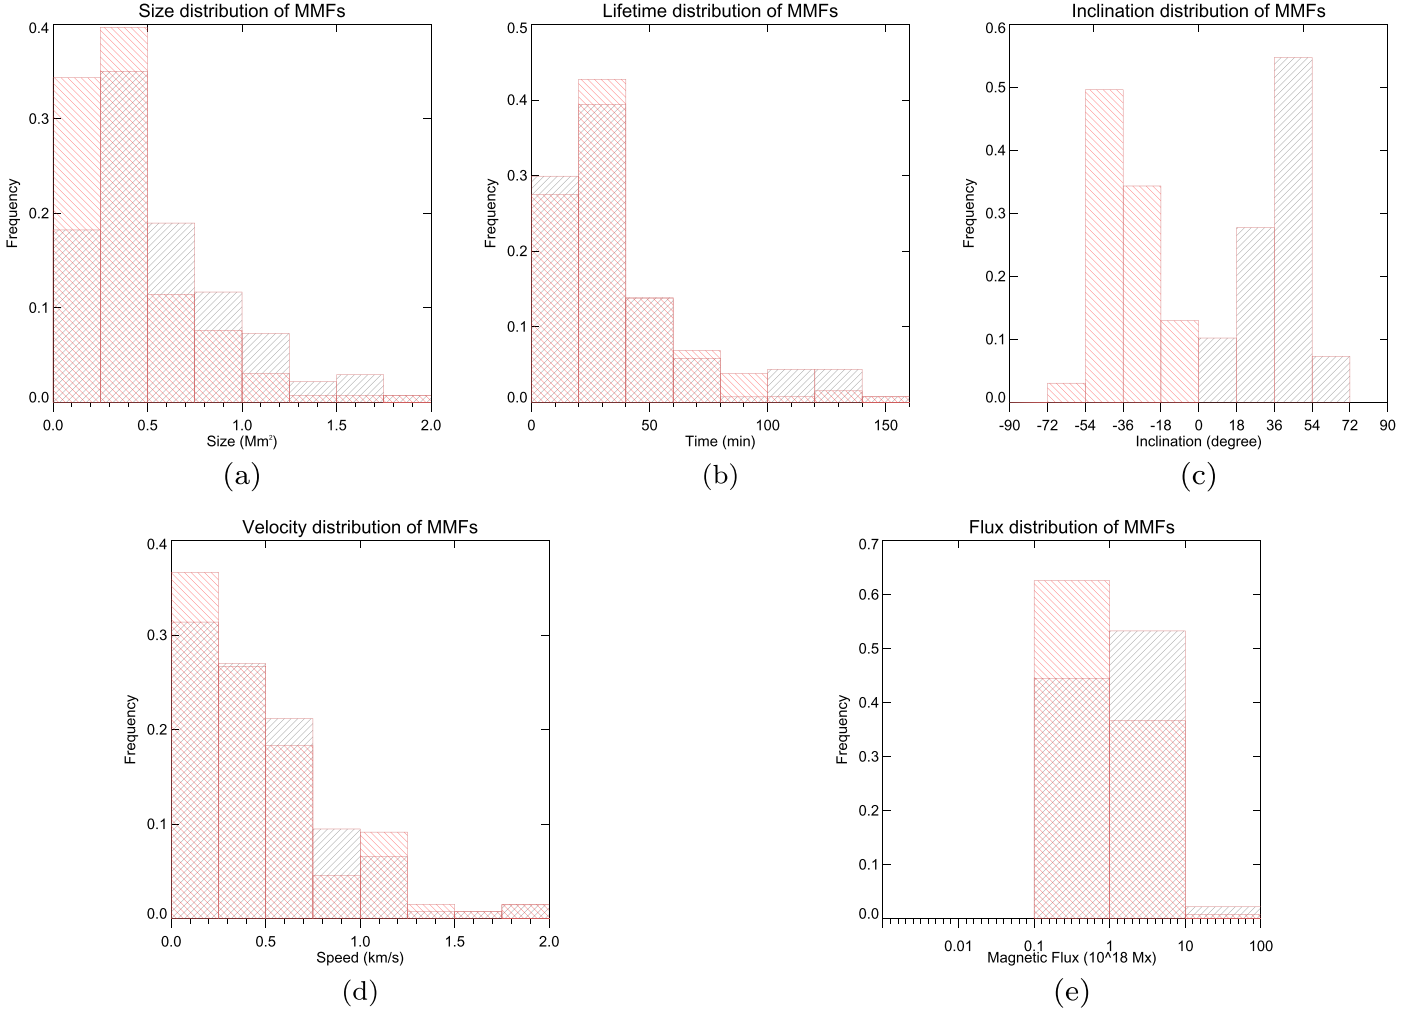 Size distribution of MMFs
0.4
0.3
0.2
0.1
0.0
Frequency
0.0 0.5 1.0 1.5 2.0
Size (Mm²)
(a)
Lifetime distribution of MMFs
0.5
0.4
0.3
0.2
0.1
0.0
Frequency
0 50 100 150
Time (min)
(b)
Inclination distribution of MMFs
0.6
0.5
0.4
0.3
0.2
0.1
0.0
Frequency
-90 -72 -54 -36 -18 0 18 36 54 72 90
Inclination (degree)
(c)
Velocity distribution of MMFs
0.4
0.3
0.2
0.1
0.0
Frequency
0.0 0.5 1.0 1.5 2.0
Speed (km/s)
(d)
Flux distribution of MMFs
0.7
0.6
0.5
0.4
0.3
0.2
0.1
0.0
Frequency
0.01 0.1 1 10 100
Magnetic Flux (10^18 Mx)
(e)